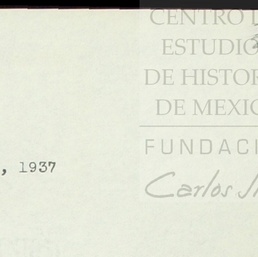 CENTRO D
ESTUDIO
DE HISTOR
DE MEXIC
FUNDACI
Carlos
, 1937